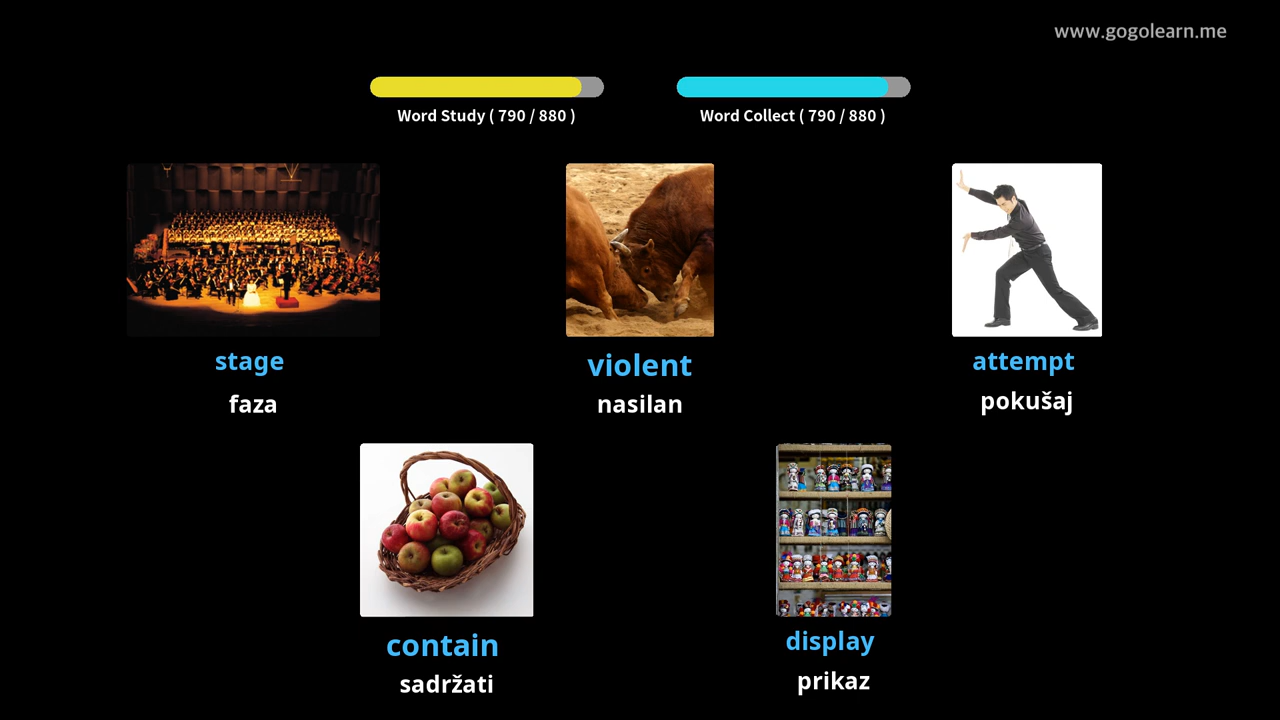 www.gogolearn.me
Word Study ( 790 / 880 )
Word Collect ( 790 / 880 )
stage
faza
violent
nasilan
attempt
pokušaj
contain
sadržati
display
prikaz